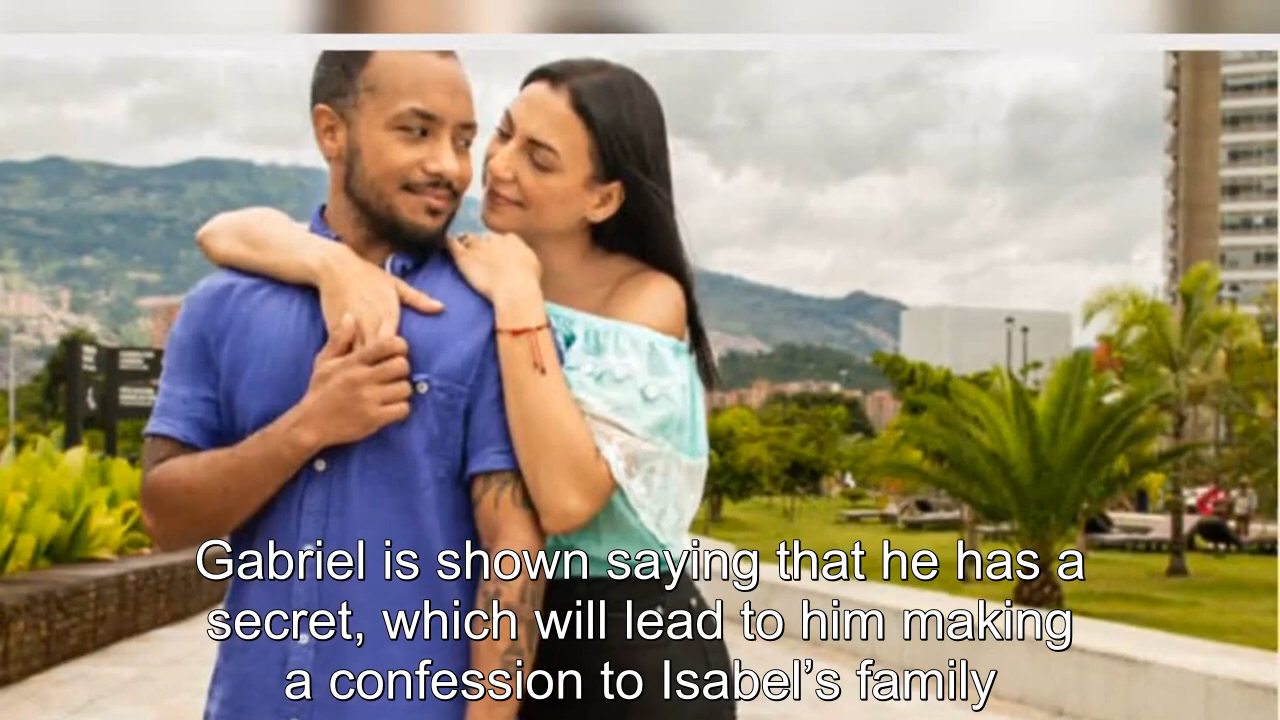 Gabriel is shown saying that he has a
secret, which will lead to him making
a confession to Isabel’s family